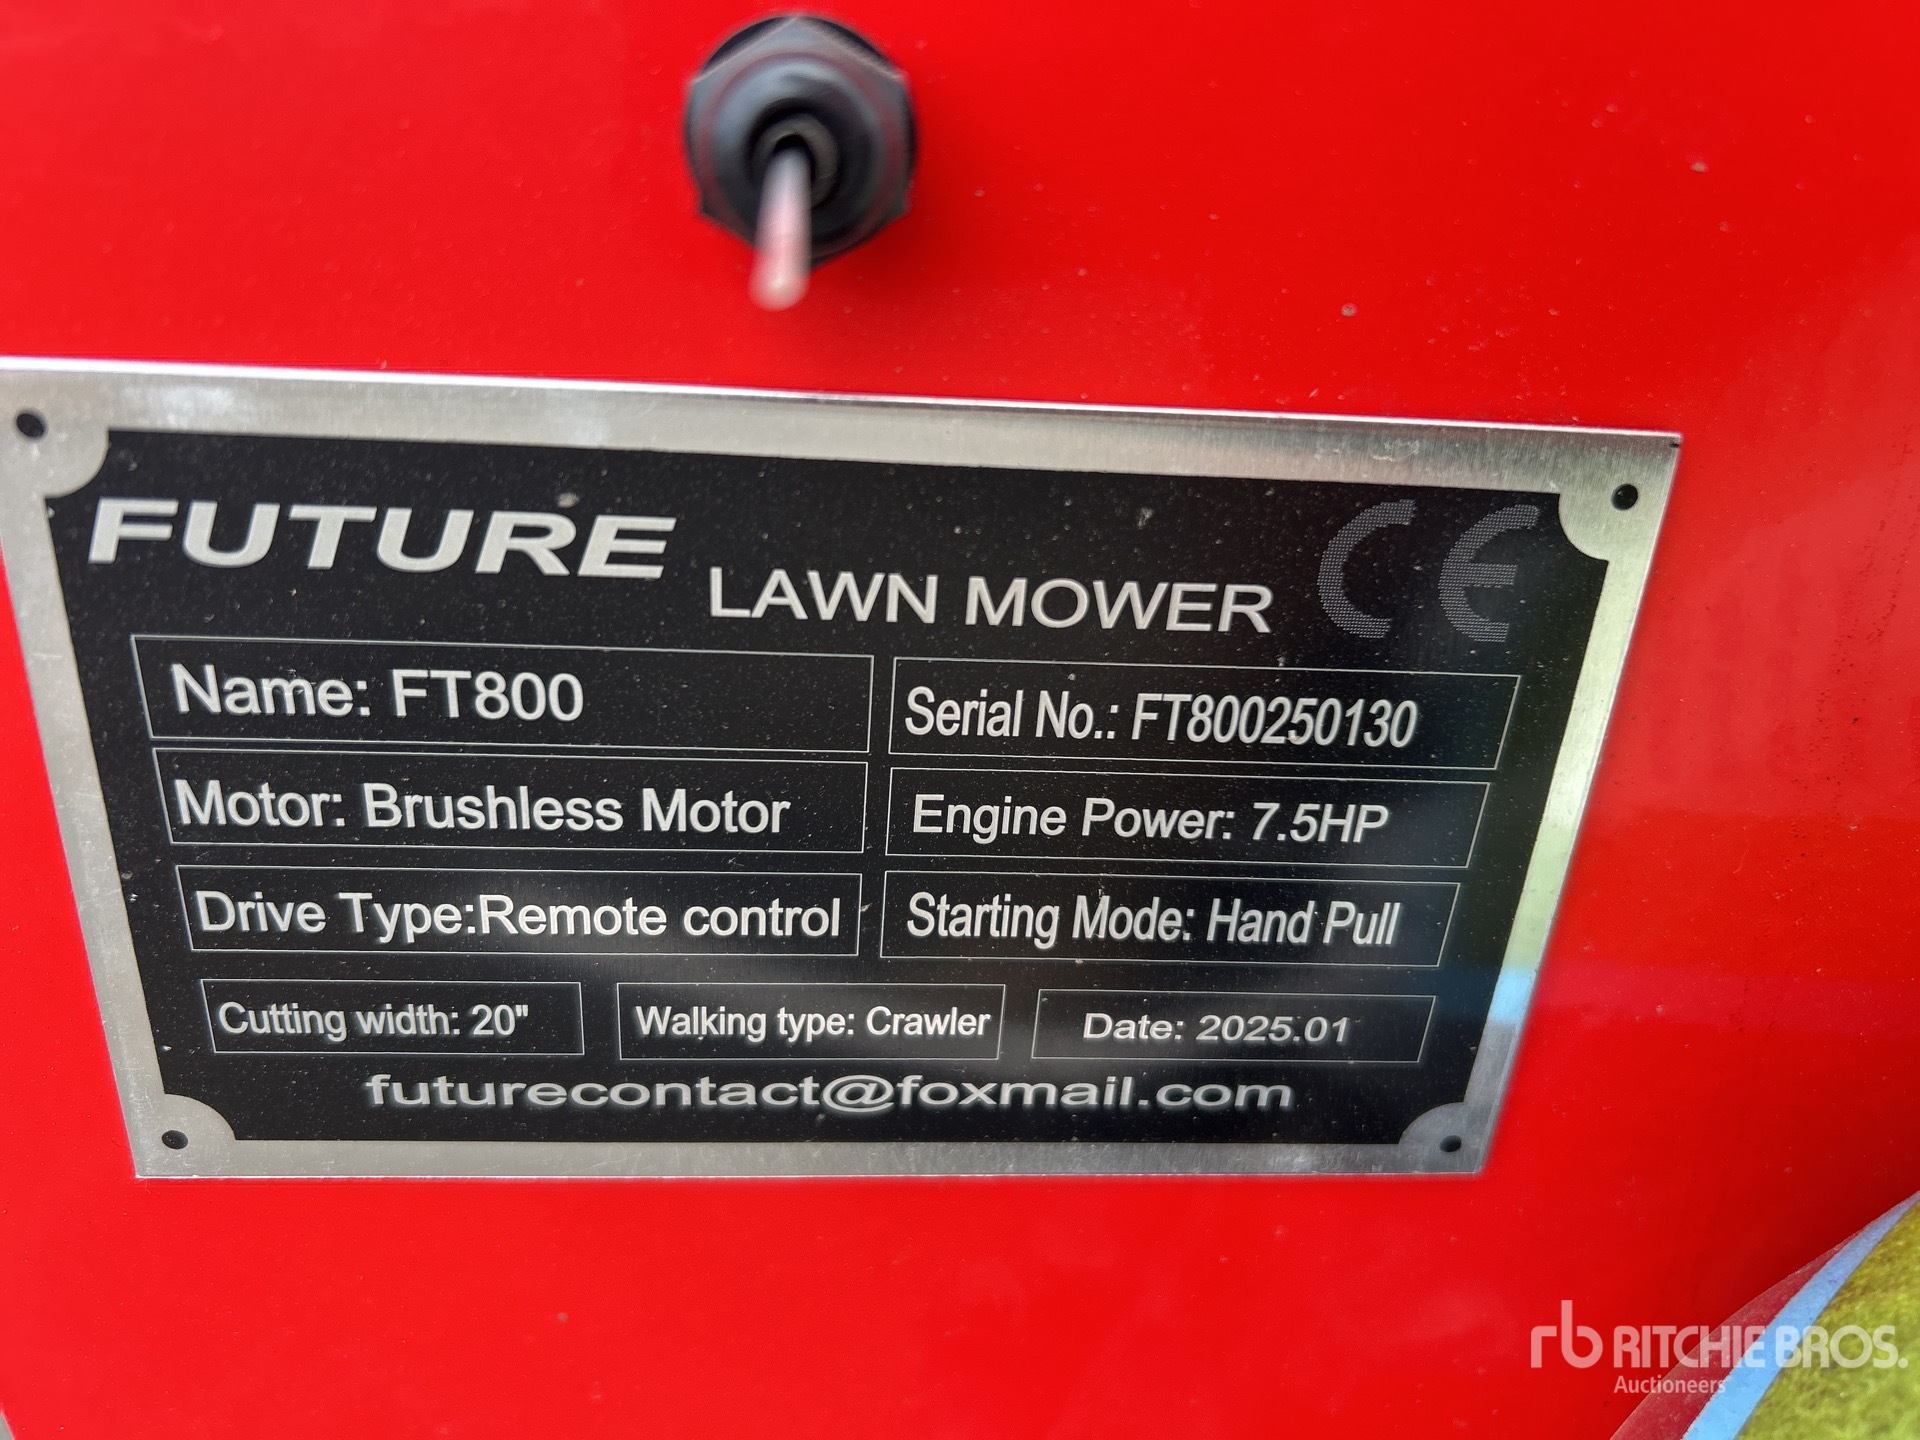 FUTURE
LAWN MOWER CE
Name: FT800
Serial No.: FT800250130
Motor: Brushless Motor
Engine Power: 7.5HP
Drive Type:Remote control
Starting Mode: Hand Pull
Cutting width: 20"
Walking type: Crawler
Date: 2025.01
futurecontact@foxmail.com
rb RITCHIE BROS.
Auctioneers